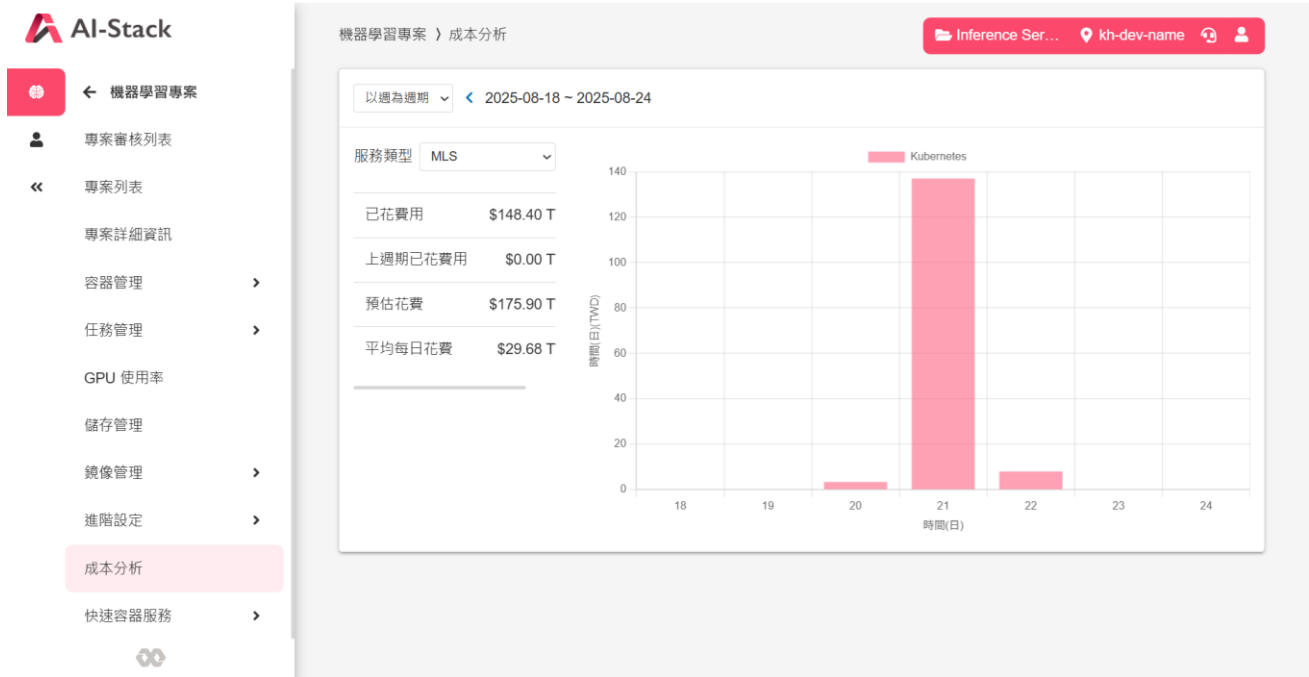 AI-Stack
機器學習專案
專案審核列表
專案列表
專案詳細資訊
容器管理
任務管理
GPU 使用率
儲存管理
鏡像管理
進階設定
成本分析
快速容器服務
機器學習專案 〉成本分析
Inference Ser... kh-dev-name
以週為週期 2025-08-18 ~ 2025-08-24
服務類型 MLS
已花費用 $148.40 T
上週期已花費用 $0.00 T
預估花費 $175.90 T
平均每日花費 $29.68 T
Kubernetes
時間(日)(TWD)
140
120
100
80
60
40
20
0
18 19 20 21 22 23 24
時間(日)